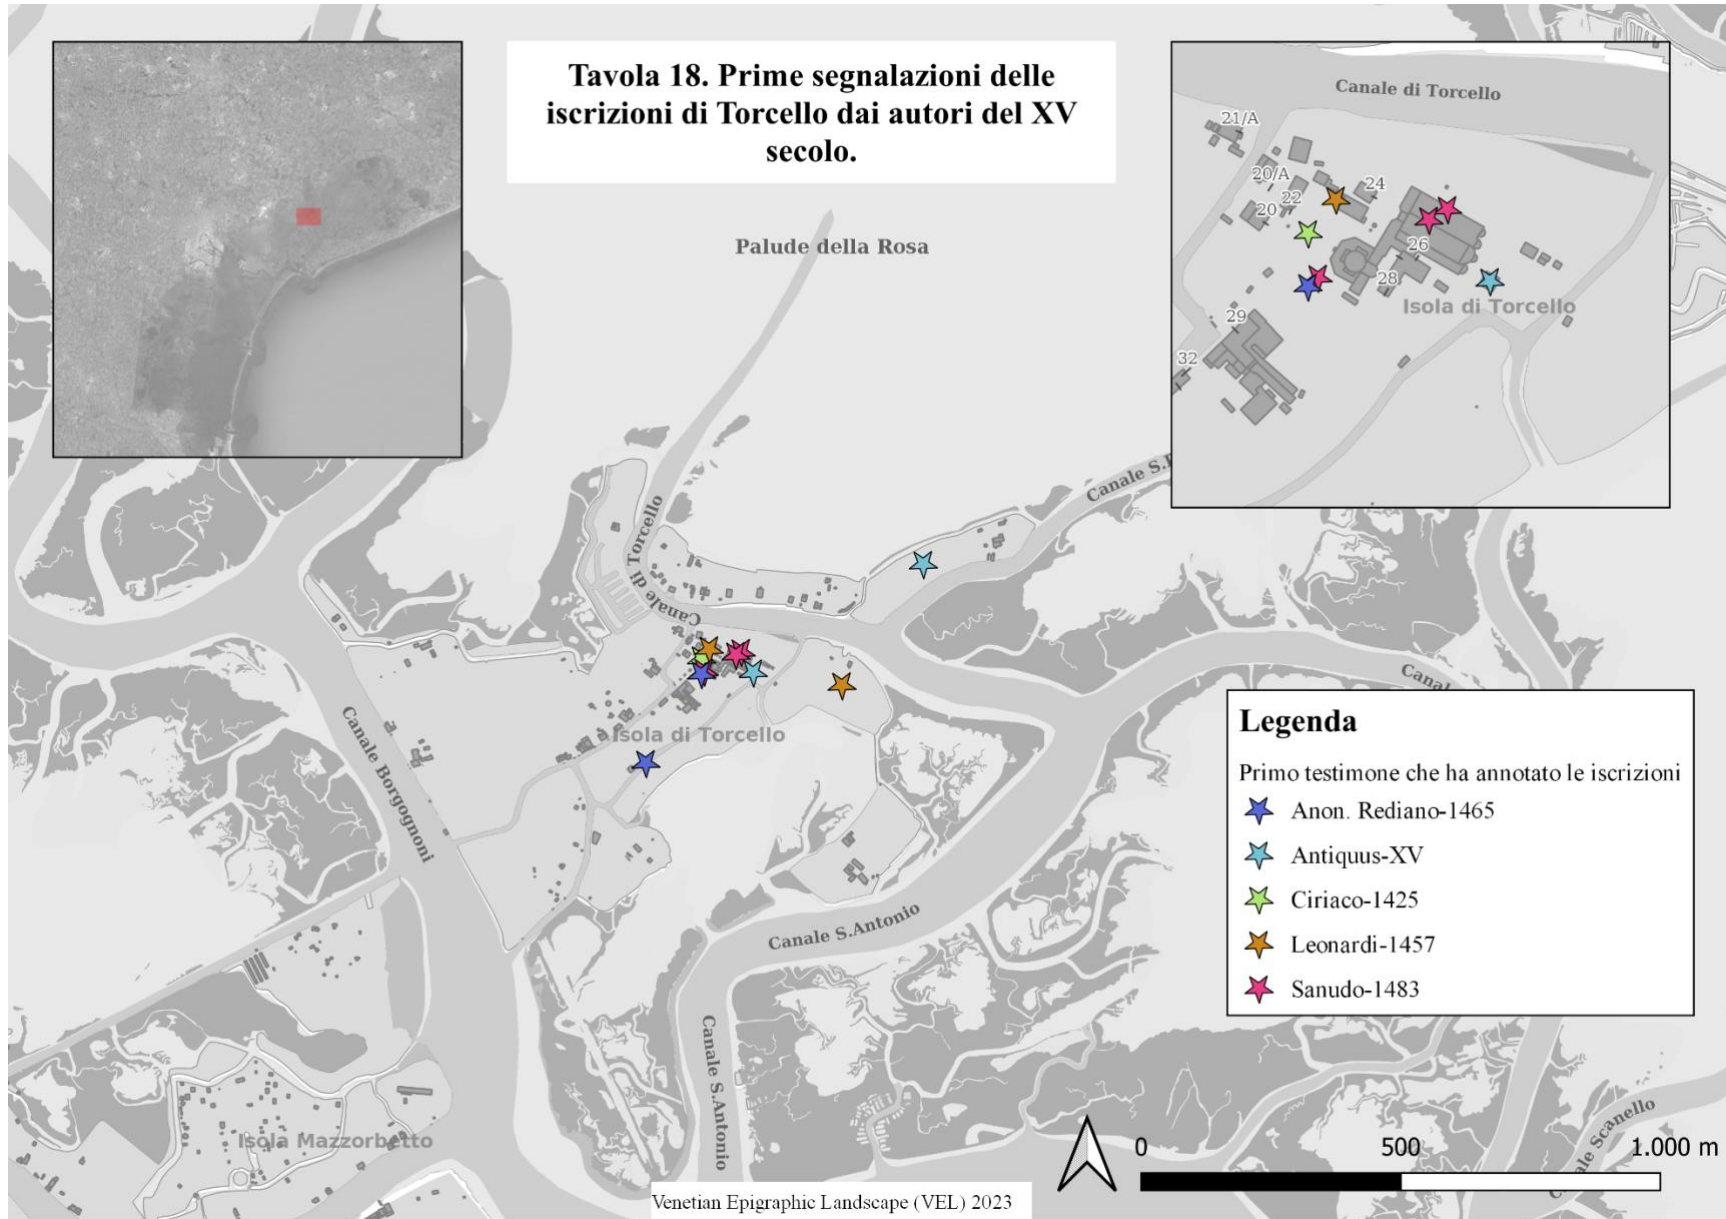 Tavola 18. Prime segnalazioni delle
iscrizioni di Torcello dai autori del XV
secolo.
Canale di Torcello
21/A
20/A
22
24
20
26
28
Isola di Torcello
29
32
Palude della Rosa
Canale S.
Canale di Torcello
Canale Borgognoni
Isola di Torcello
Canale S.Antonio
Canale S.Antonio
Isola Mazzorbetto
Legenda
Primo testimone che ha annotato le iscrizioni
Anon. Rediano-1465
Antiquus-XV
Ciriaco-1425
Leonardi-1457
Sanudo-1483
0 500 1.000 m
Scanello
Venetian Epigraphic Landscape (VEL) 2023